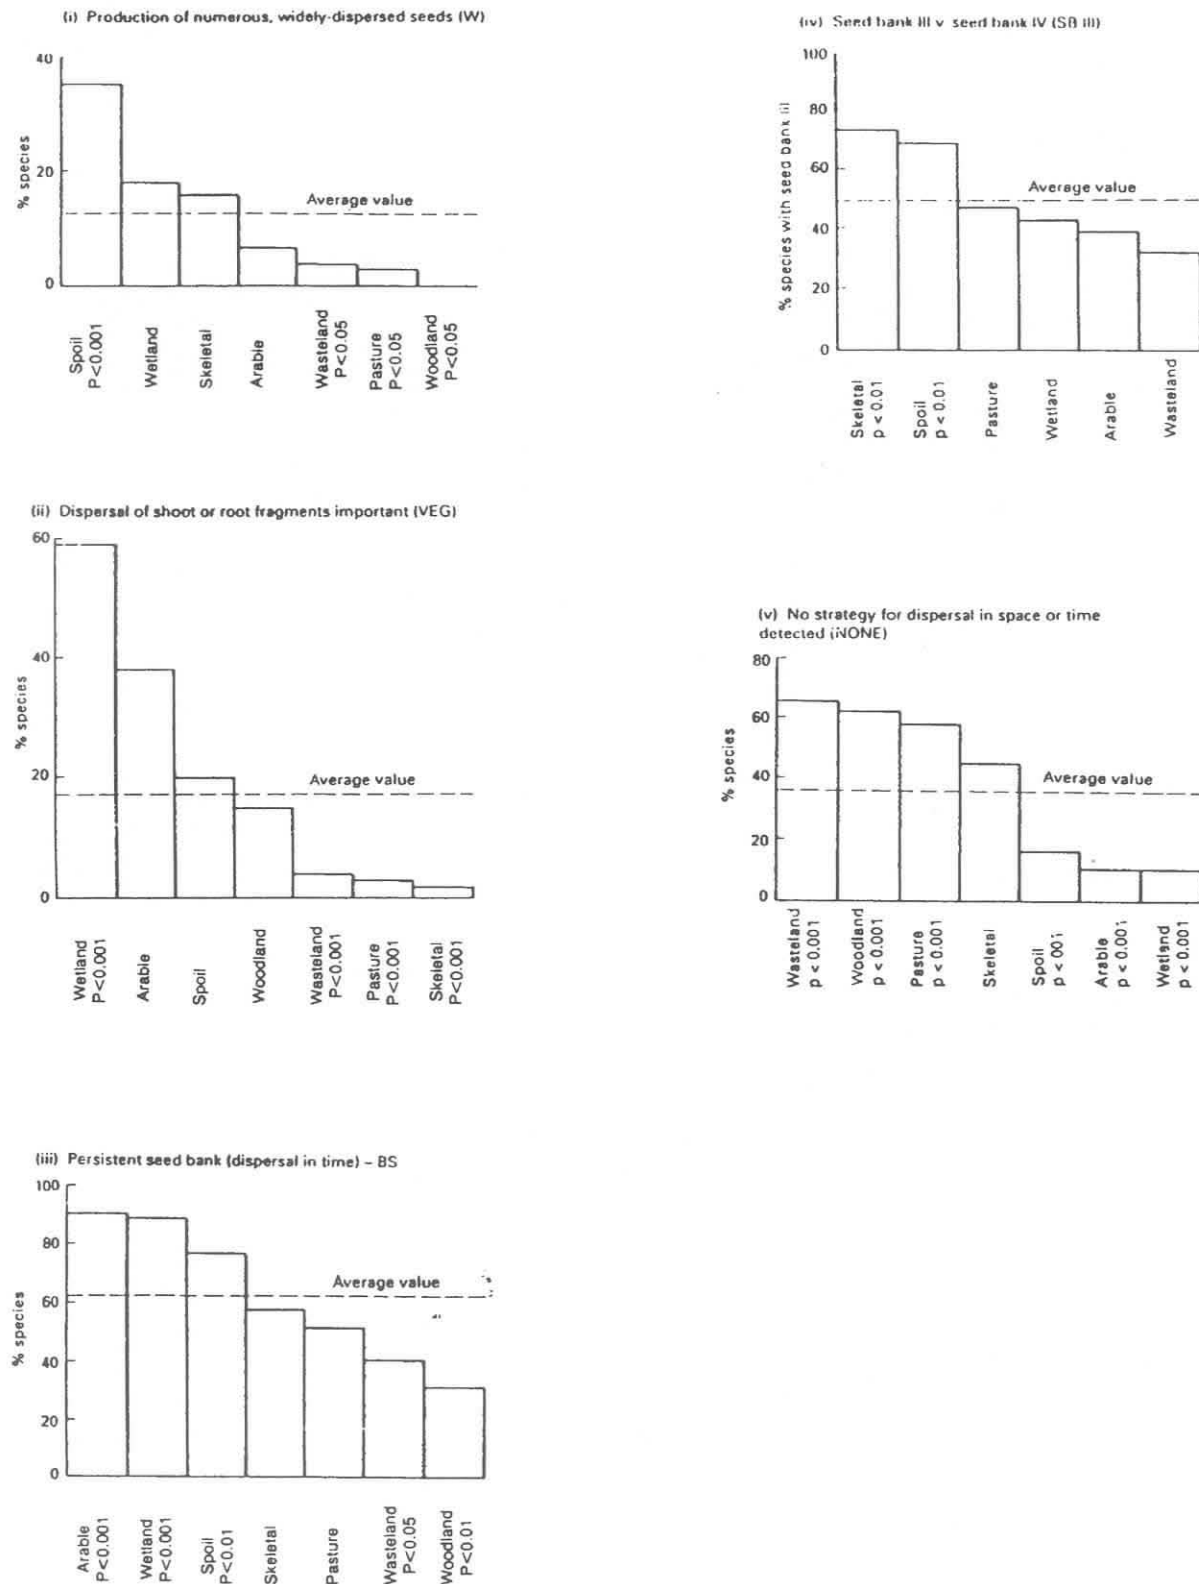 (i) Production of numerous, widely-dispersed seeds (W)
40
20
0
% species
Average value
Spoil
P<0.001
Wetland
Skeletal
Arable
Wasteland
P<0.05
Pasture
P<0.05
Woodland
P<0.05
(ii) Dispersal of shoot or root fragments important (VEG)
60
40
20
0
% species
Average value
Wetland
P<0.001
Arable
Spoil
Woodland
Wasteland
P<0.001
Pasture
P<0.001
Skeletal
P<0.001
(iii) Persistent seed bank (dispersal in time) – BS
100
80
60
40
20
0
% species
Average value
Arable
P<0.001
Wetland
P<0.001
Spoil
P<0.01
Skeletal
Pasture
Wasteland
P<0.05
Woodland
P<0.01
(iv) Seed bank III v. seed bank IV (SB III)
100
80
60
40
20
0
% species with seed bank III
Average value
Skeletal
p < 0.01
Spoil
p < 0.01
Pasture
Wetland
Arable
Wasteland
(v) No strategy for dispersal in space or time
detected (NONE)
80
60
40
20
0
% species
Average value
Wasteland
p < 0.001
Woodland
p < 0.001
Pasture
p < 0.001
Skeletal
Spoil
Arable
p < 0.001
Wetland
p < 0.001